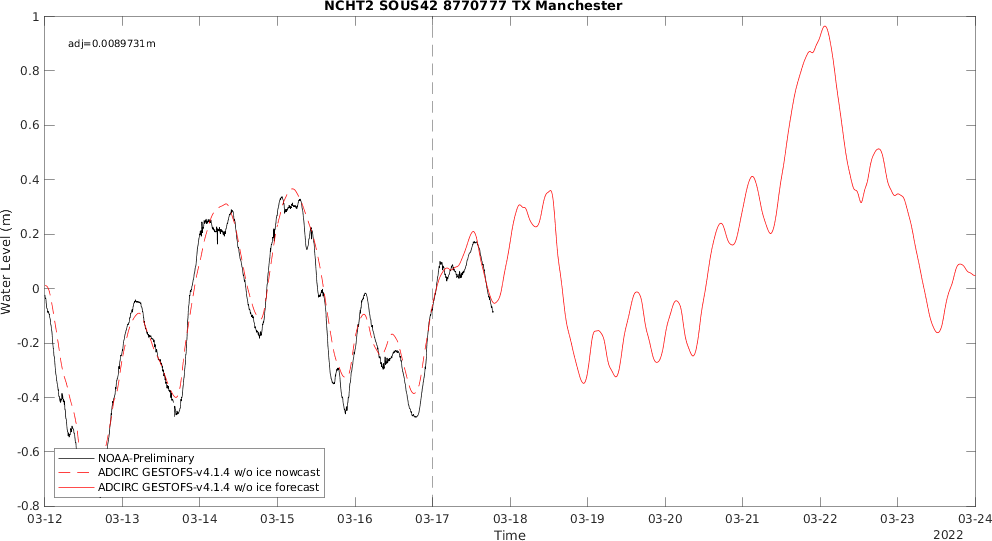 NCHT2 SOUS42 8770777 TX Manchester
adj=0.0089731m
Water Level (m)
1
0.8
0.6
0.4
0.2
0
-0.2
-0.4
-0.6
-0.8
NOAA-Preliminary
ADCIRC GESTOFS-v4.1.4 w/o ice nowcast
ADCIRC GESTOFS-v4.1.4 w/o ice forecast
03-12 03-13 03-14 03-15 03-16 03-17 03-18 03-19 03-20 03-21 03-22 03-23 03-24
Time
2022